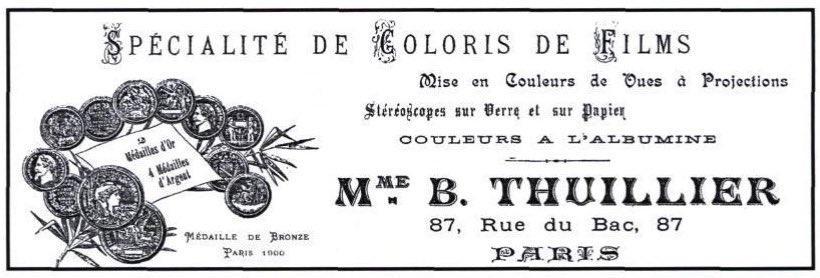 SPÉCIALITÉ DE COLORIS DE FILMS
Mise en Couleurs de Vues à Projections
Stéréoscopes sur Verre et sur Papier
COULEURS A L'ALBUMINE
Médailles d'Or
4 Médailles
d'Argent
MÉDAILLE DE BRONZE
PARIS 1900
MME B. THUILLIER
87, Rue du Bac, 87
PARIS